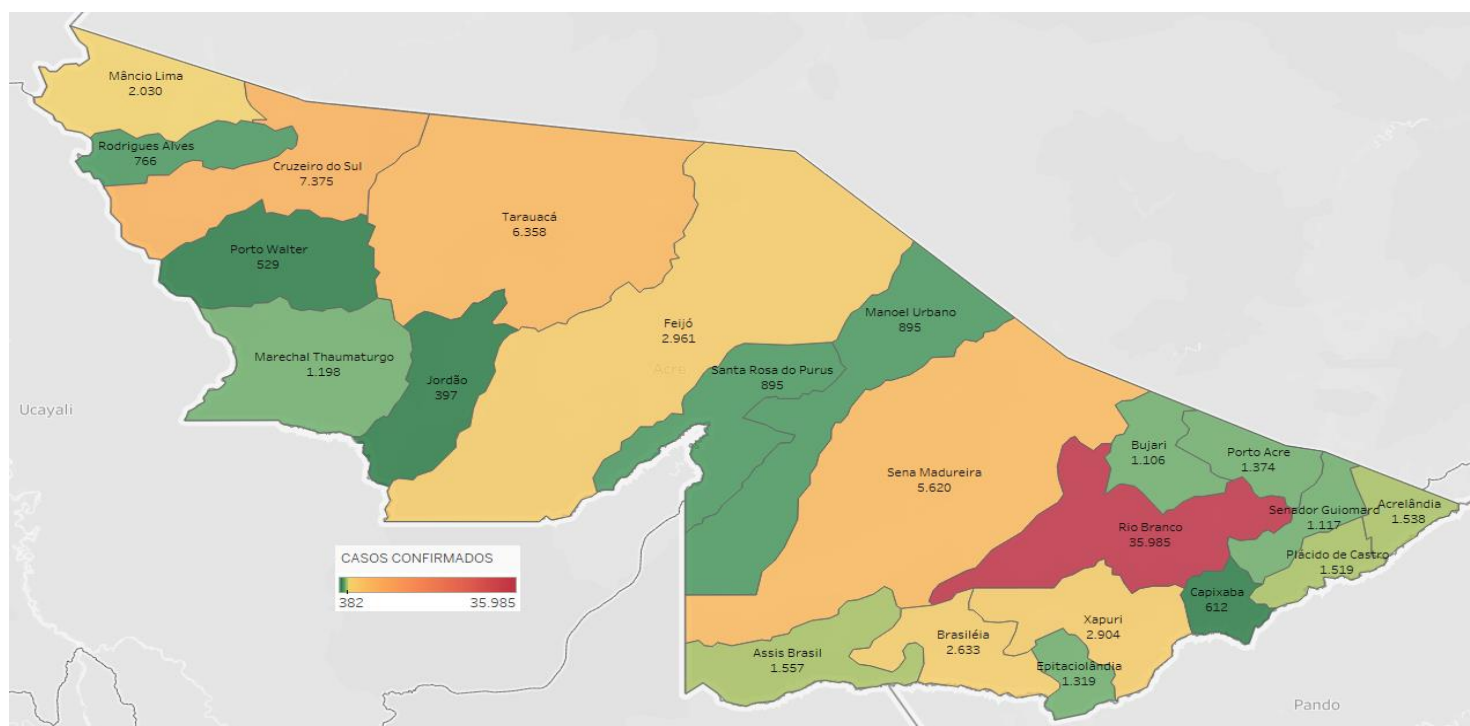 Mâncio Lima
2.030
Rodrigues Alves
766
Cruzeiro do Sul
7.375
Tarauacá
6.358
Porto Walter
529
Feijó
2.961
Manoel Urbano
895
Marechal Thaumaturgo
1.198
Jordão
397
Acre
Santa Rosa do Purus
895
Ucayali
Sena Madureira
5.620
Bujari
1.106
Porto Acre
1.374
Senador Guiomard
1.117
Acrelândia
1.538
Rio Branco
35.985
Plácido de Castro
1.519
CASOS CONFIRMADOS
382
35.985
Capixaba
612
Xapuri
2.904
Brasiléia
2.633
Assis Brasil
1.557
Epitaciolândia
1.319
Pando